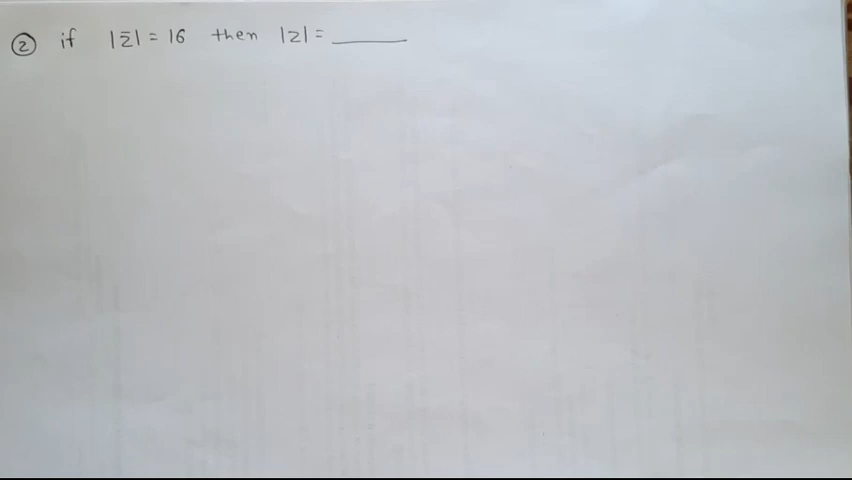 ② if |z̄| = 16 then |z| = ______